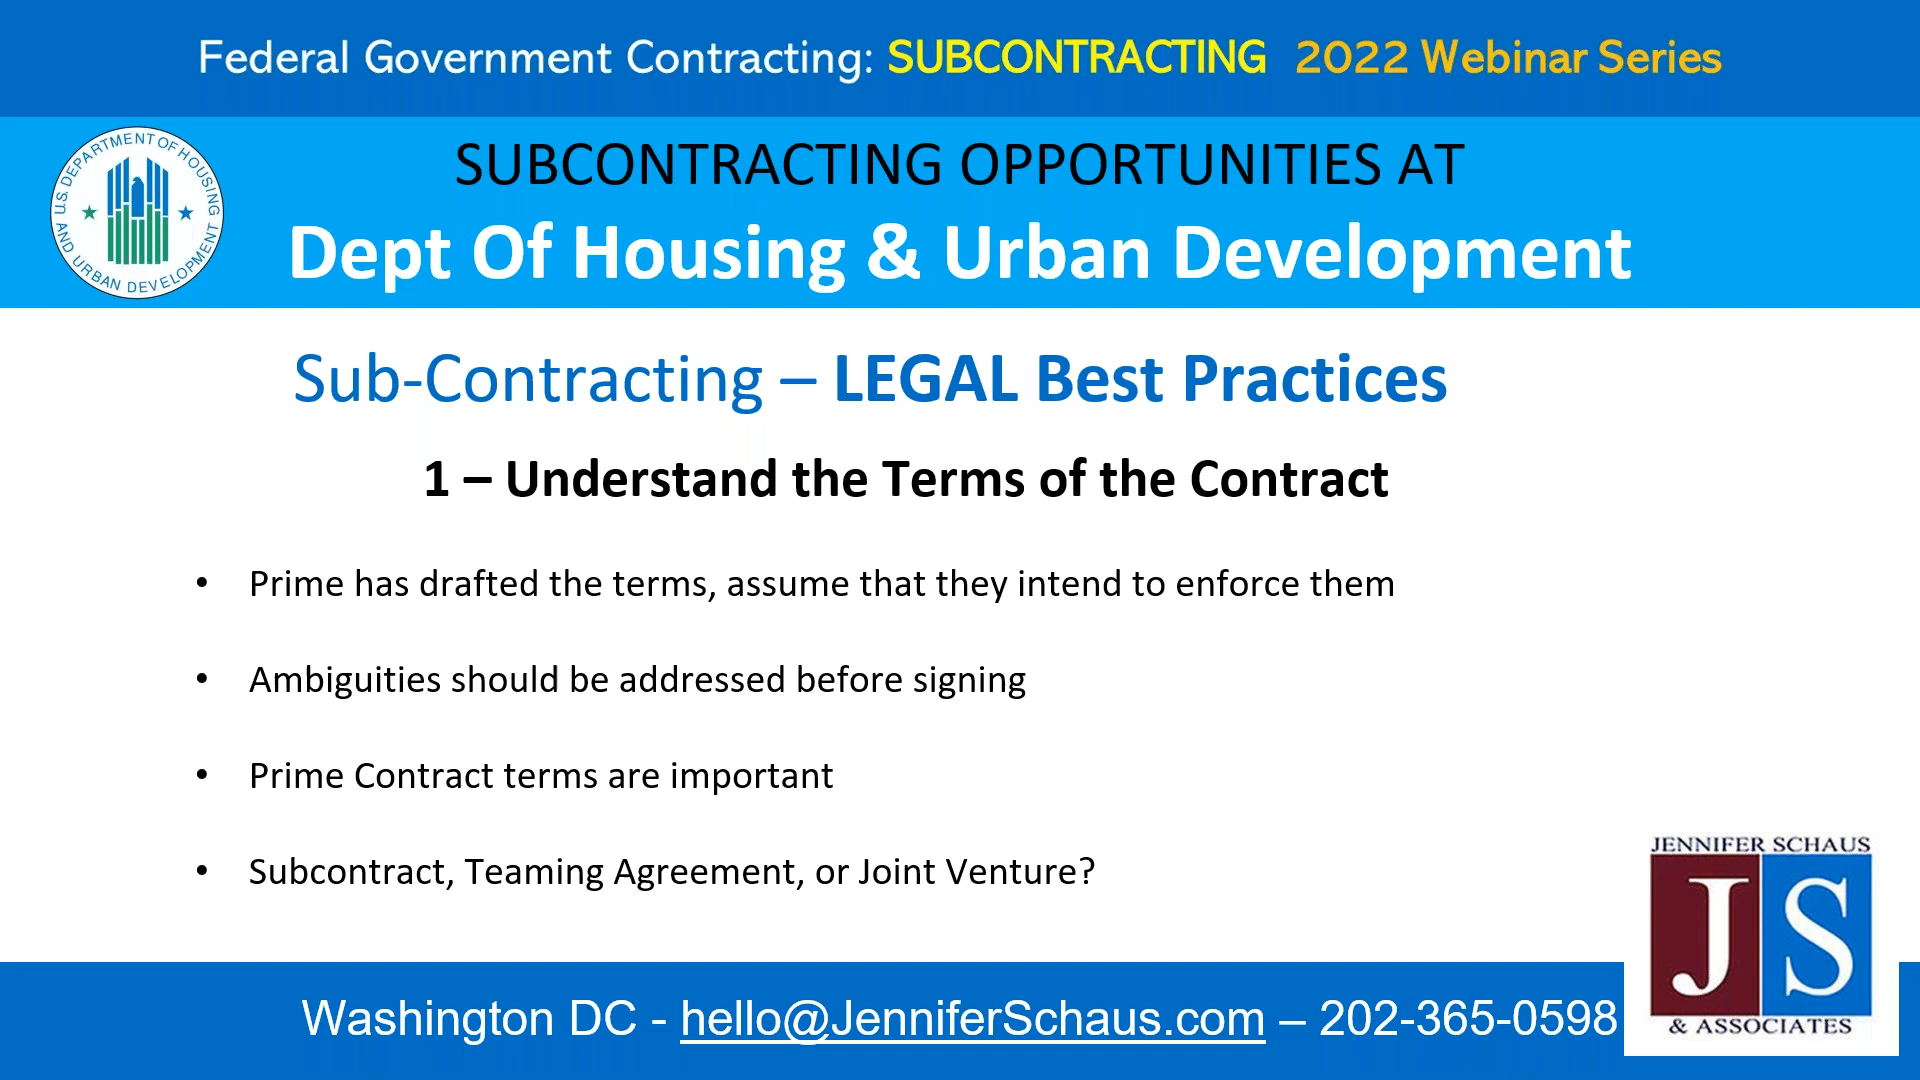 Federal Government Contracting: SUBCONTRACTING 2022 Webinar Series
U.S. DEPARTMENT OF HOUSING AND URBAN DEVELOPMENT
SUBCONTRACTING OPPORTUNITIES AT
Dept Of Housing & Urban Development
Sub-Contracting – LEGAL Best Practices
1 – Understand the Terms of the Contract
• Prime has drafted the terms, assume that they intend to enforce them
• Ambiguities should be addressed before signing
• Prime Contract terms are important
• Subcontract, Teaming Agreement, or Joint Venture?
JENNIFER SCHAUS
JS
& ASSOCIATES
Washington DC - hello@JenniferSchaus.com – 202-365-0598